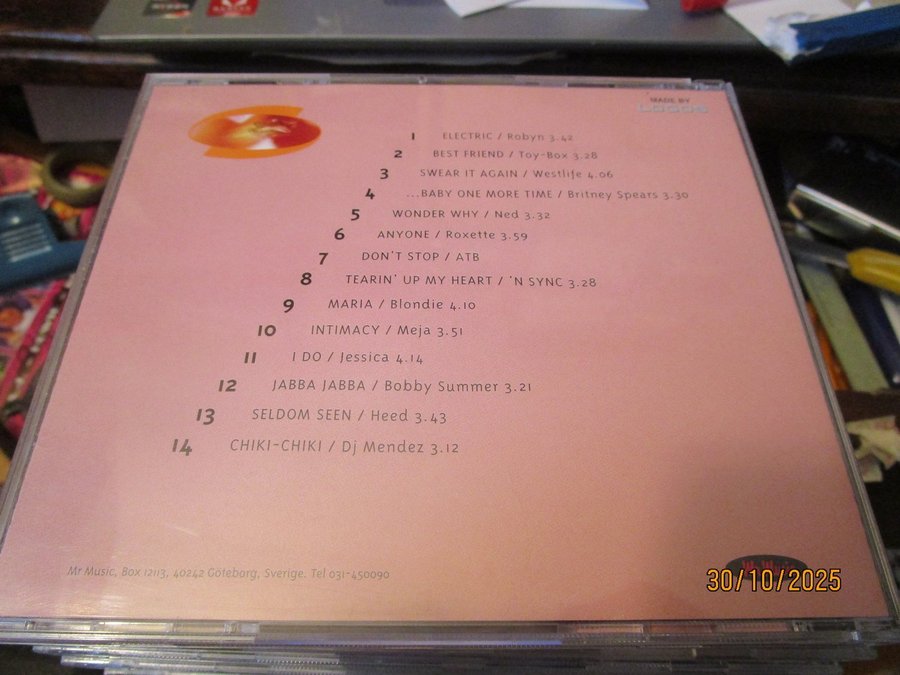 MADE BY
LOGOS
1 ELECTRIC / Robyn 3.42
2 BEST FRIEND / Toy-Box 3.28
3 SWEAR IT AGAIN / Westlife 4.06
4 ...BABY ONE MORE TIME / Britney Spears 3.30
5 WONDER WHY / Ned 3.32
6 ANYONE / Roxette 3.59
7 DON'T STOP / ATB
8 TEARIN' UP MY HEART / 'N SYNC 3.28
9 MARIA / Blondie 4.10
10 INTIMACY / Meja 3.51
11 I DO / Jessica 4.14
12 JABBA JABBA / Bobby Summer 3.21
13 SELDOM SEEN / Heed 3.43
14 CHIKI-CHIKI / Dj Mendez 3.12
Mr Music, Box 12113, 40242 Göteborg, Sverige. Tel 031-450090
Mr Music
30/10/2025